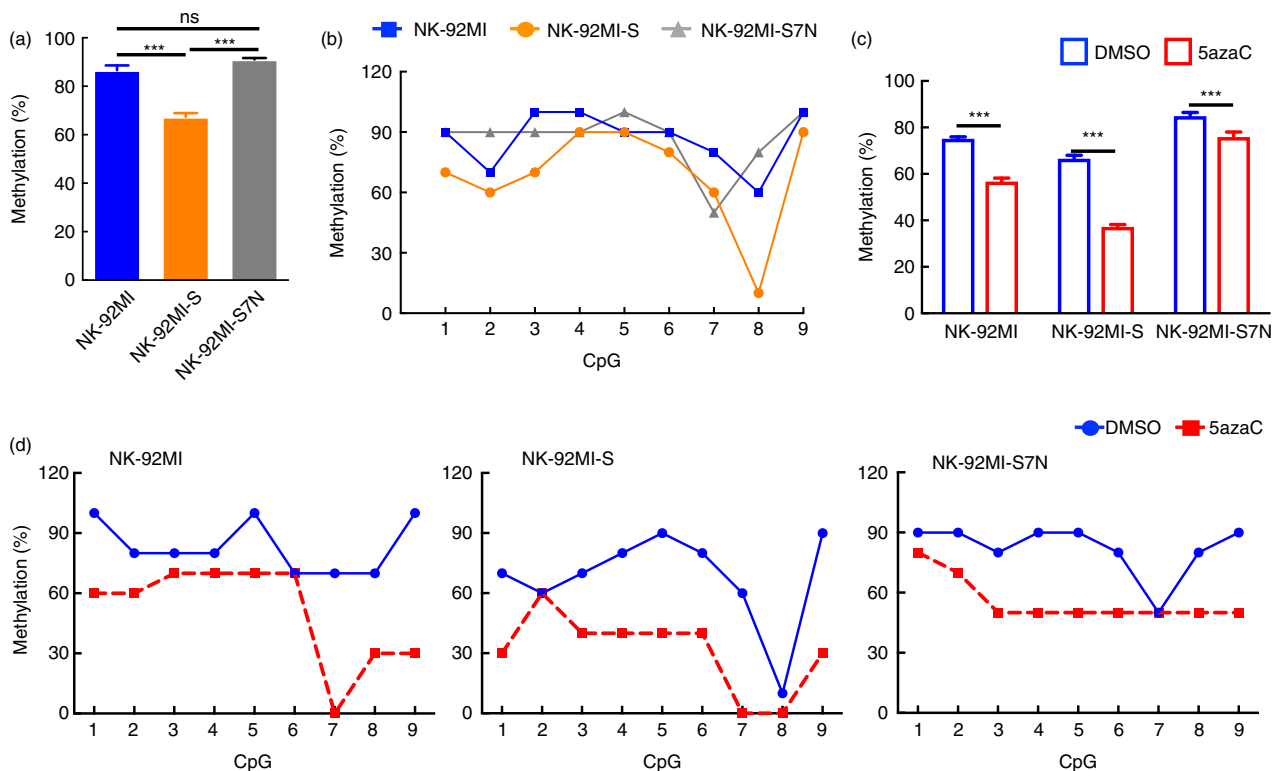 (a)
ns
***
***
Methylation (%)
100
80
60
40
20
0
NK-92MI
NK-92MI-S
NK-92MI-S7N
(b)
NK-92MI
NK-92MI-S
NK-92MI-S7N
Methylation (%)
120
90
60
30
0
1 2 3 4 5 6 7 8 9
CpG
(c)
DMSO
5azaC
Methylation (%)
100
80
60
40
20
0
***
***
***
NK-92MI
NK-92MI-S
NK-92MI-S7N
(d)
DMSO
5azaC
NK-92MI
Methylation (%)
120
90
60
30
0
1 2 3 4 5 6 7 8 9
CpG
NK-92MI-S
120
90
60
30
0
1 2 3 4 5 6 7 8 9
CpG
NK-92MI-S7N
120
90
60
30
0
1 2 3 4 5 6 7 8 9
CpG